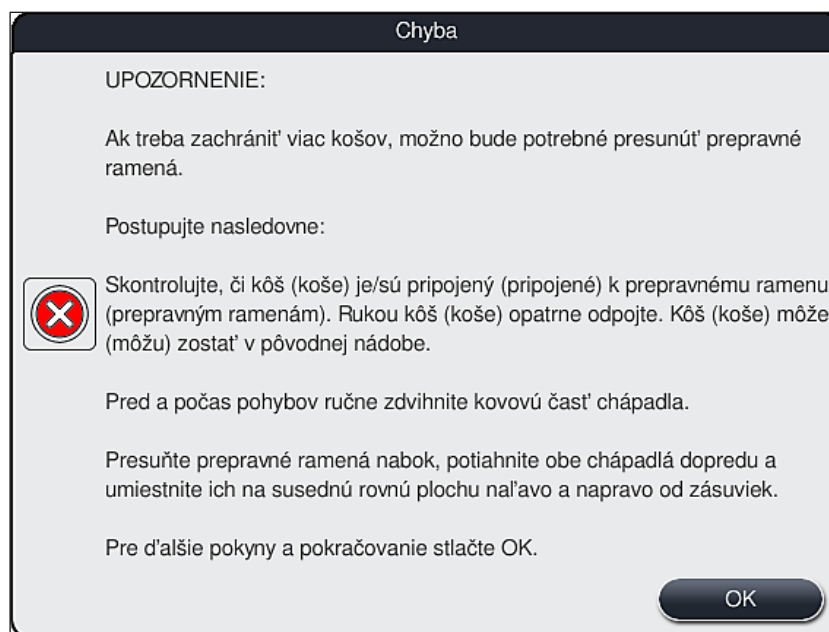 Chyba
UPOZORNENIE:
Ak treba zachrániť viac košov, možno bude potrebné presunúť prepravné
ramená.
Postupujte nasledovne:
Skontrolujte, či kôš (koše) je/sú pripojený (pripojené) k prepravnému ramenu
(prepravným ramenám). Rukou kôš (koše) opatrne odpojte. Kôš (koše) môže
(môžu) zostať v pôvodnej nádobe.
Pred a počas pohybov ručne zdvihnite kovovú časť chápadla.
Presuňte prepravné ramená nabok, potiahnite obe chápadlá dopredu a
umiestnite ich na susednú rovnú plochu naľavo a napravo od zásuviek.
Pre ďalšie pokyny a pokračovanie stlačte OK.
OK